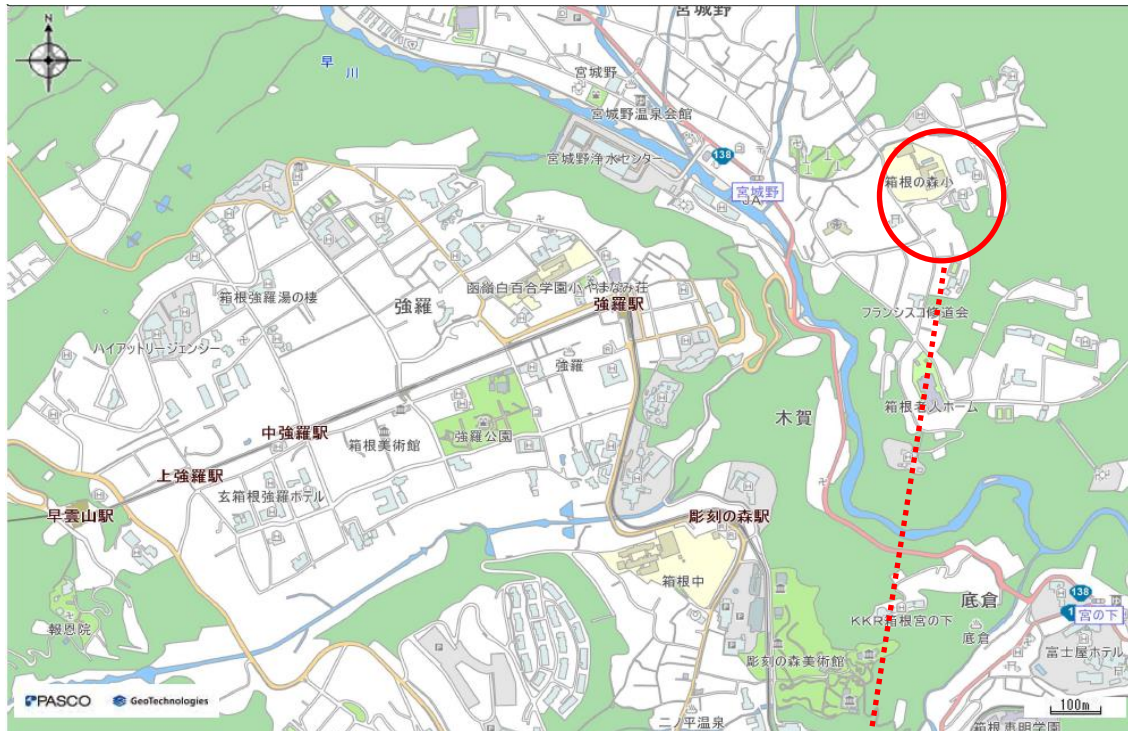 宮城野
N
早川
宮城野
宮城野温泉会館
宮城野浄水センター
138
宮城野
JA
箱根の森小
箱根強羅湯の棲
強羅
函嶺白百合学園小
やまなみ荘
強羅駅
フランシスコ修道会
ハイアットリージェンシー
強羅
箱根老人ホーム
木賀
中強羅駅
箱根美術館
強羅公園
上強羅駅
玄箱根強羅ホテル
早雲山駅
彫刻の森駅
箱根中
底倉
138
1
宮の下
KKR箱根宮の下
底倉
報恩院
富士屋ホテル
彫刻の森美術館
PASCO
GeoTechnologies
100m
二ノ平温泉
箱根恵明学園